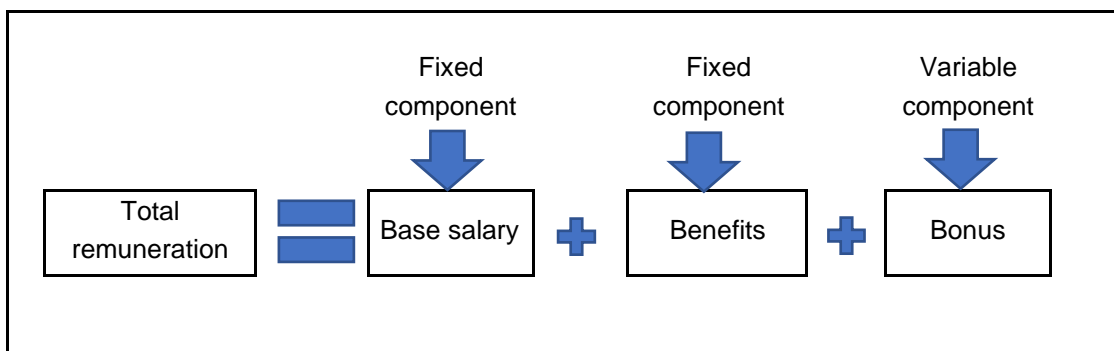 Fixed
component
Fixed
component
Variable
component
Total
remuneration
Base salary
Benefits
Bonus